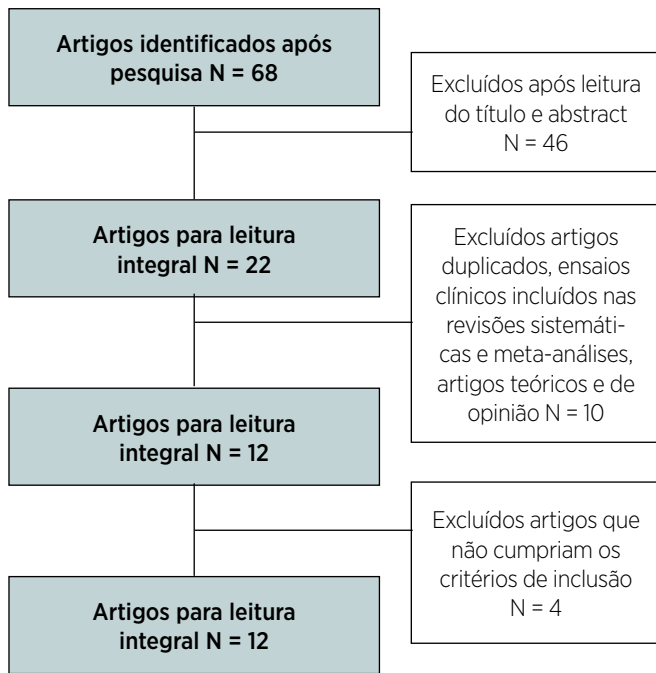 Artigos identificados após
pesquisa N = 68
Excluídos após leitura
do título e abstract
N = 46
Artigos para leitura
integral N = 22
Excluídos artigos
duplicados, ensaios
clínicos incluídos nas
revisões sistemáti-
cas e meta-análises,
artigos teóricos e de
opinião N = 10
Artigos para leitura
integral N = 12
Excluídos artigos que
não cumpriam os
critérios de inclusão
N = 4
Artigos para leitura
integral N = 12